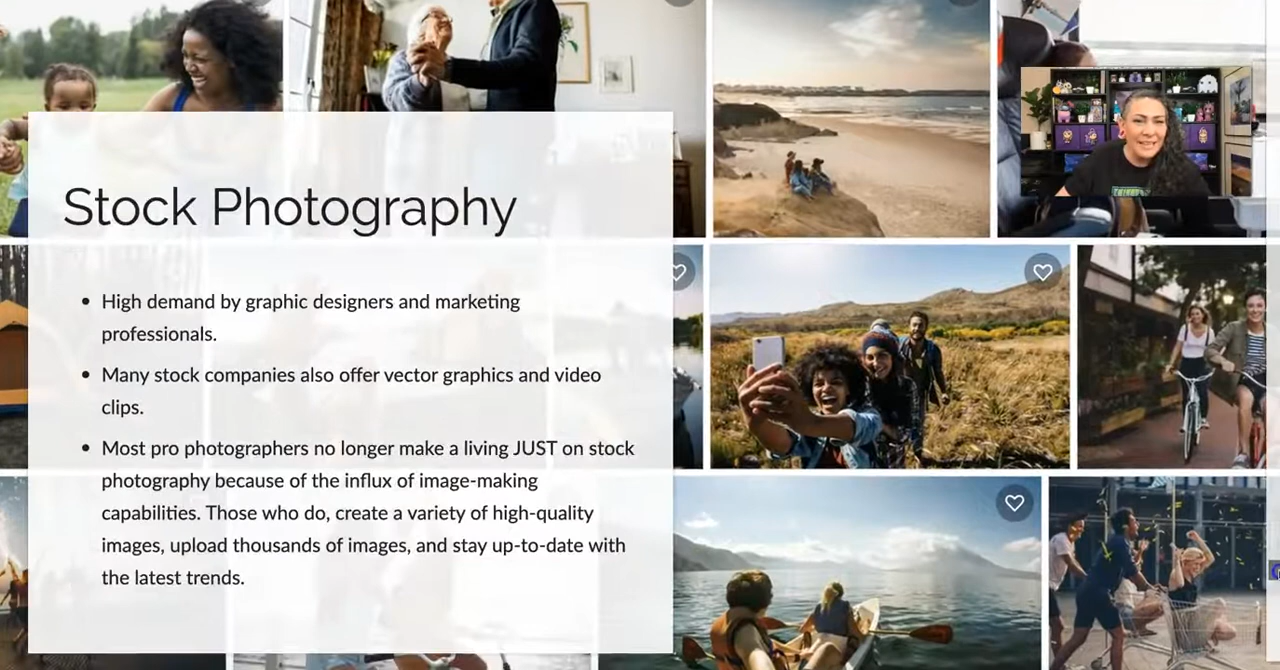 Stock Photography
• High demand by graphic designers and marketing
professionals.
• Many stock companies also offer vector graphics and video
clips.
• Most pro photographers no longer make a living JUST on stock
photography because of the influx of image-making
capabilities. Those who do, create a variety of high-quality
images, upload thousands of images, and stay up-to-date with
the latest trends.